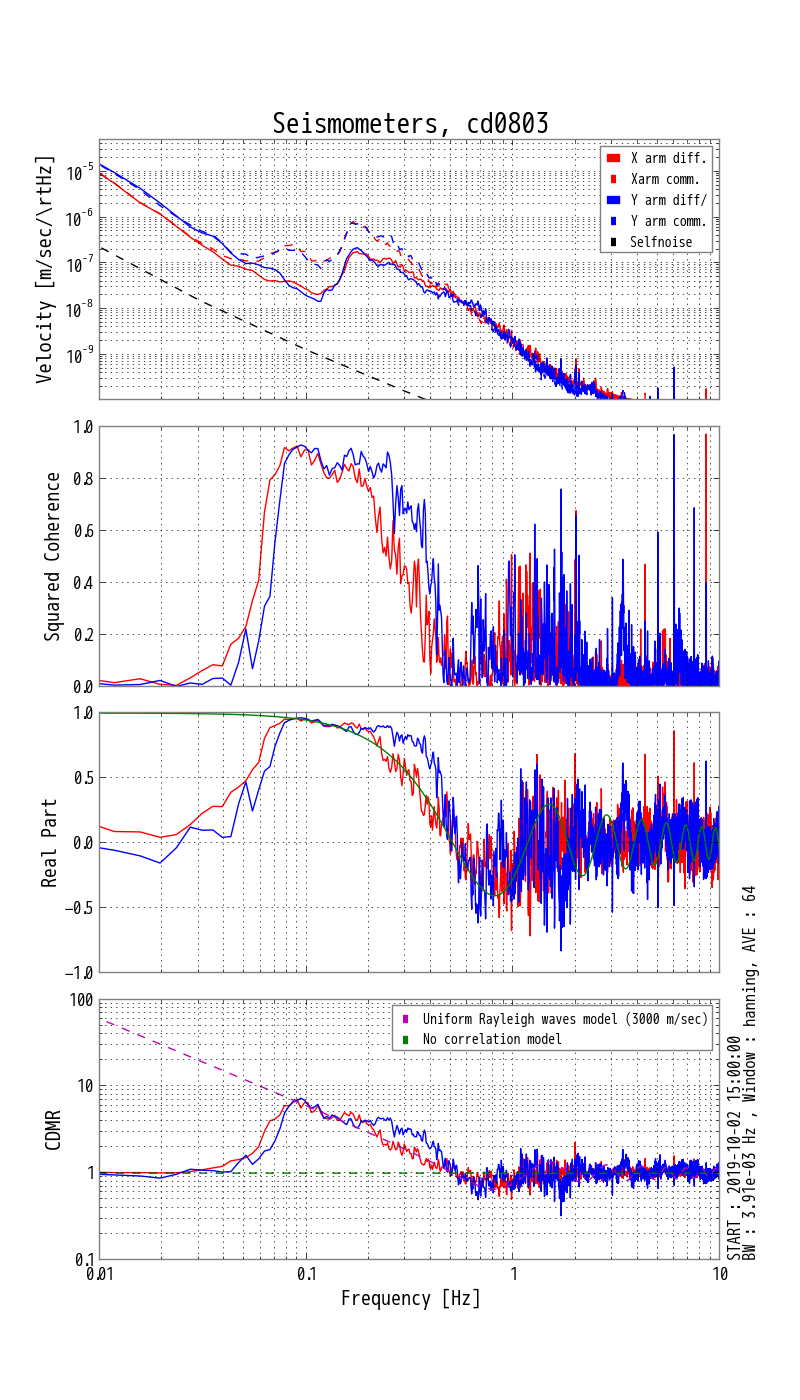 Seismometers, cd0803
Velocity [m/sec/\rtHz]
10^-5
10^-6
10^-7
10^-8
10^-9
X arm diff.
Xarm comm.
Y arm diff/
Y arm comm.
Selfnoise
Squared Coherence
1.0
0.8
0.6
0.4
0.2
0.0
Real Part
1.0
0.5
0.0
−0.5
−1.0
CDMR
100
10
1
0.1
Uniform Rayleigh waves model (3000 m/sec)
No correlation model
0.01
0.1
1
10
Frequency [Hz]
START : 2019-10-02 15:00:00
BW : 3.91e-03 Hz , Window : hanning, AVE : 64